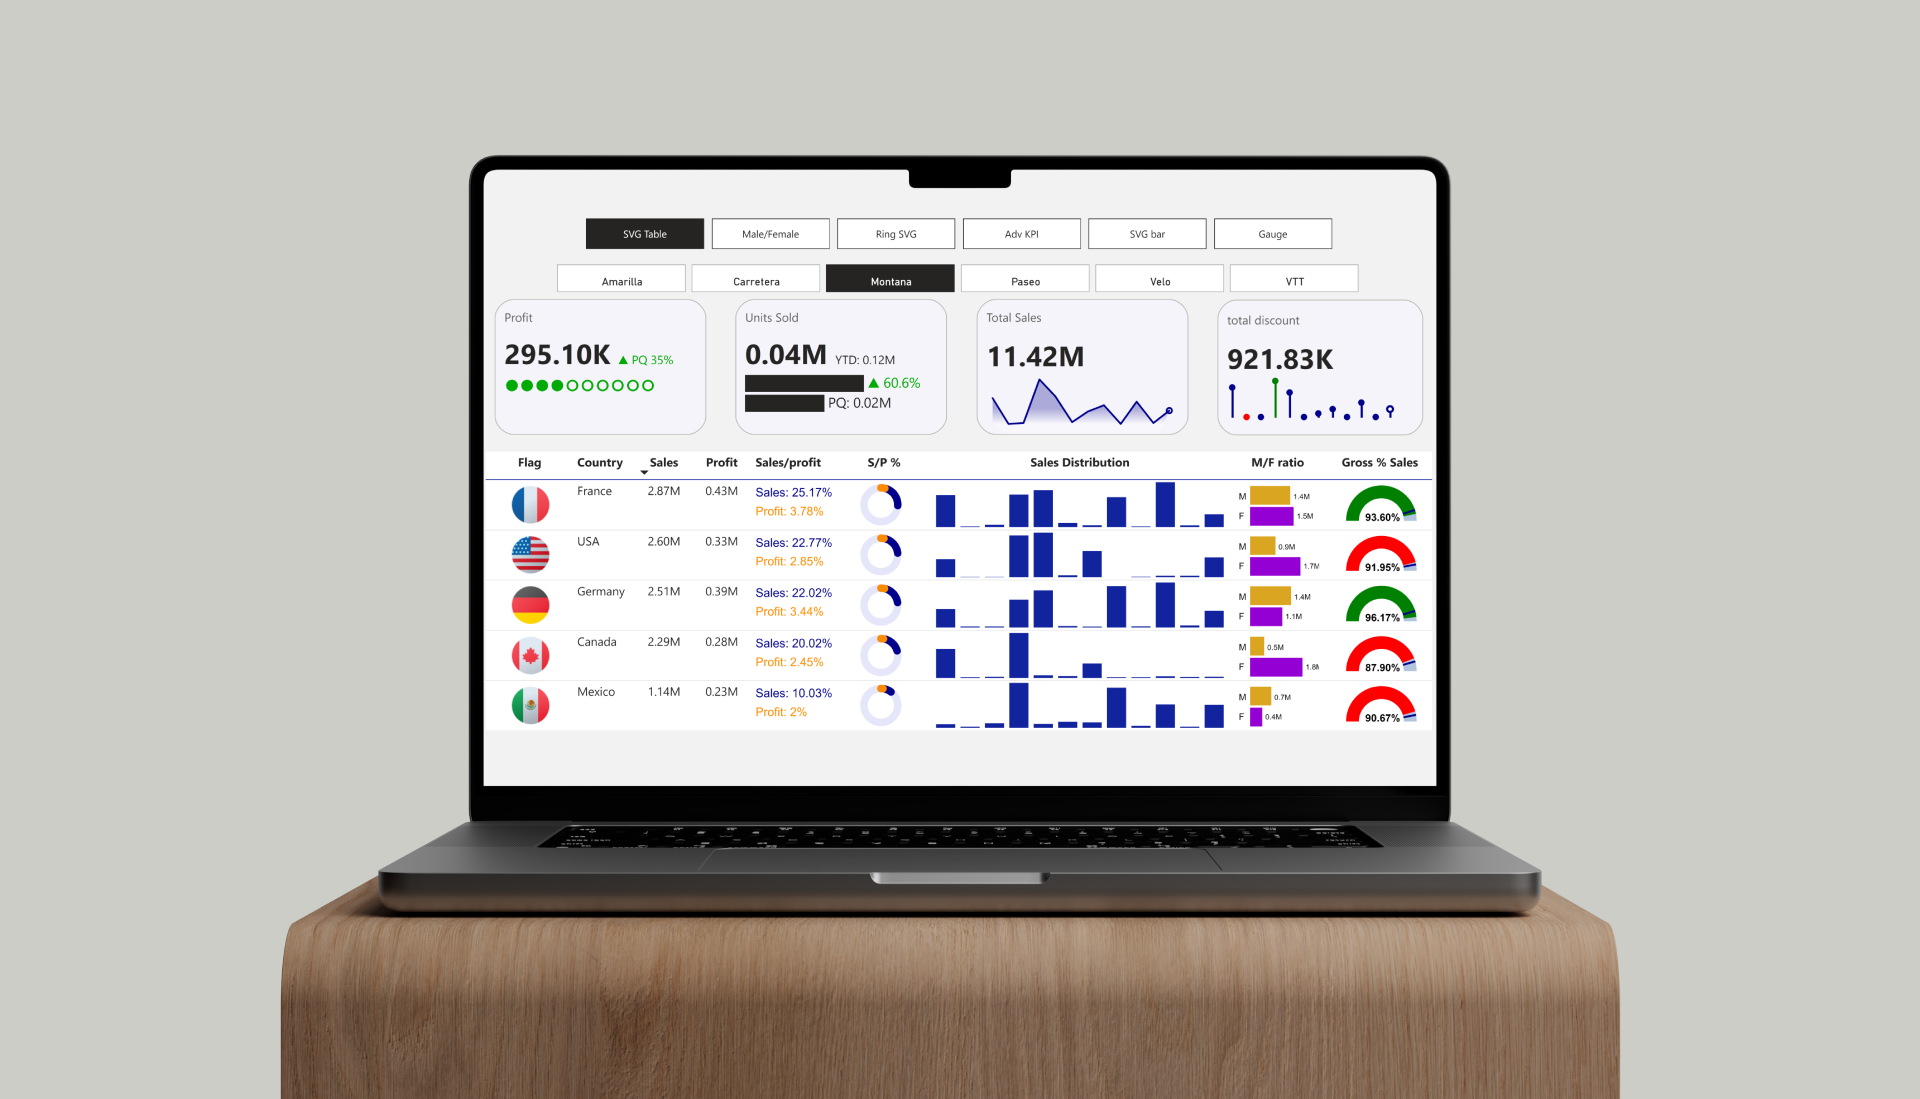 SVG Table Male/Female Ring SVG Adv KPI SVG bar Gauge
Amarilla Carretera Montana Paseo Velo VTT
Profit
295.10K ▲ PQ 35%
Units Sold
0.04M YTD: 0.12M
▲ 60.6%
PQ: 0.02M
Total Sales
11.42M
total discount
921.83K
Flag Country Sales Profit Sales/profit S/P % Sales Distribution M/F ratio Gross % Sales
France 2.87M 0.43M Sales: 25.17% M 1.4M
Profit: 3.78% F 1.5M 93.60%
USA 2.60M 0.33M Sales: 22.77% M 0.9M
Profit: 2.85% F 1.7M 91.95%
Germany 2.51M 0.39M Sales: 22.02% M 1.4M
Profit: 3.44% F 1.1M 96.17%
Canada 2.29M 0.28M Sales: 20.02% M 0.5M
Profit: 2.45% F 1.8M 87.90%
Mexico 1.14M 0.23M Sales: 10.03% M 0.7M
Profit: 2% F 0.4M 90.67%